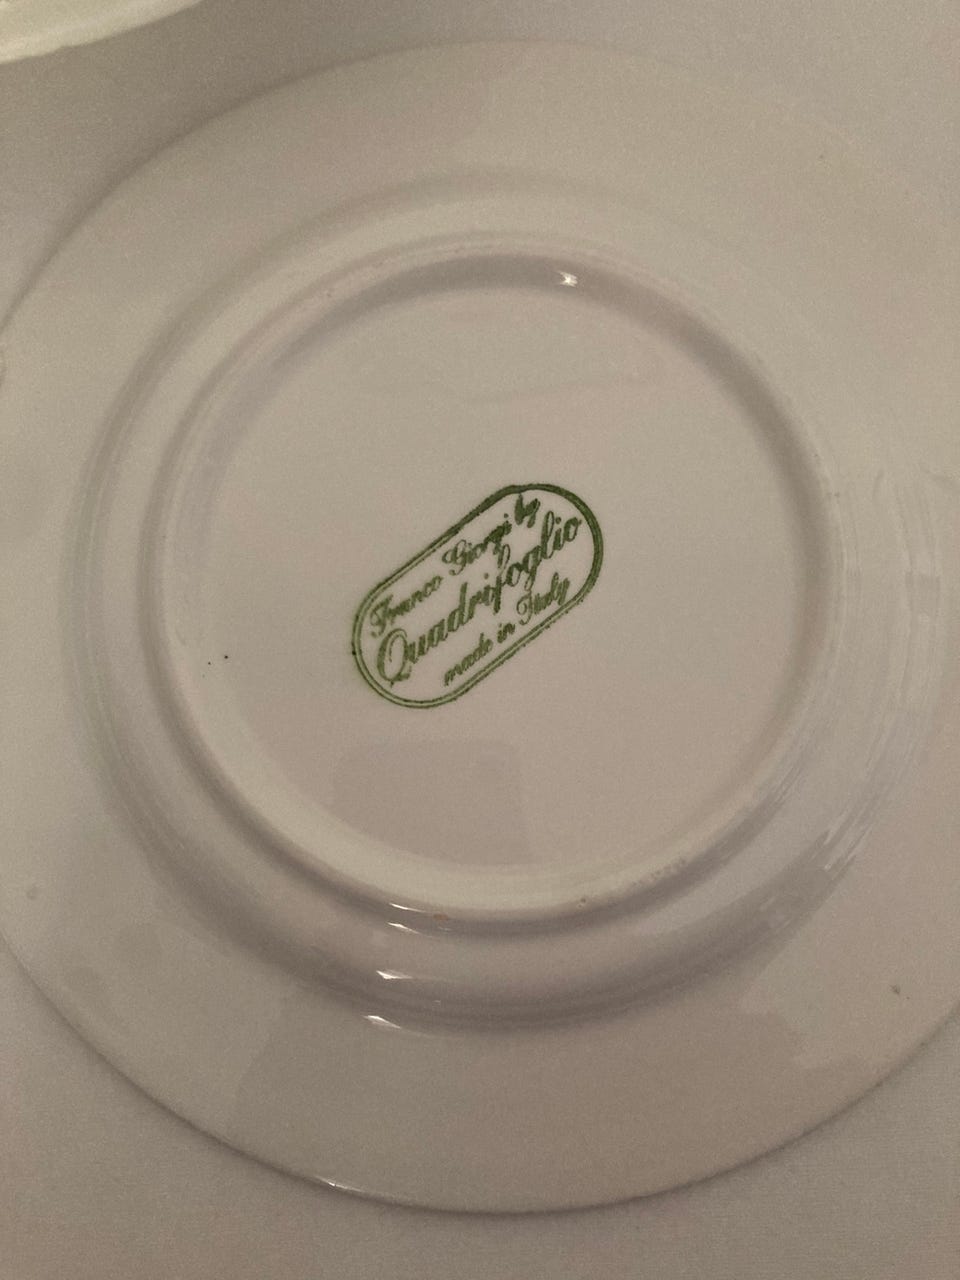 Franco Giorgi by
Quadrifoglio
made in Italy